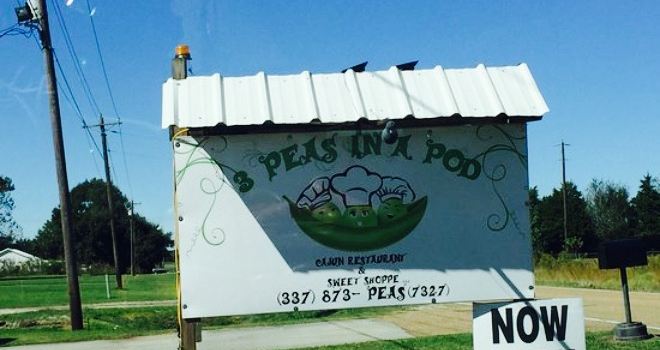 3 PEAS IN A POD
CAJUN RESTAURANT
&
SWEET SHOPPE
(337) 873- PEAS(7327)
NOW